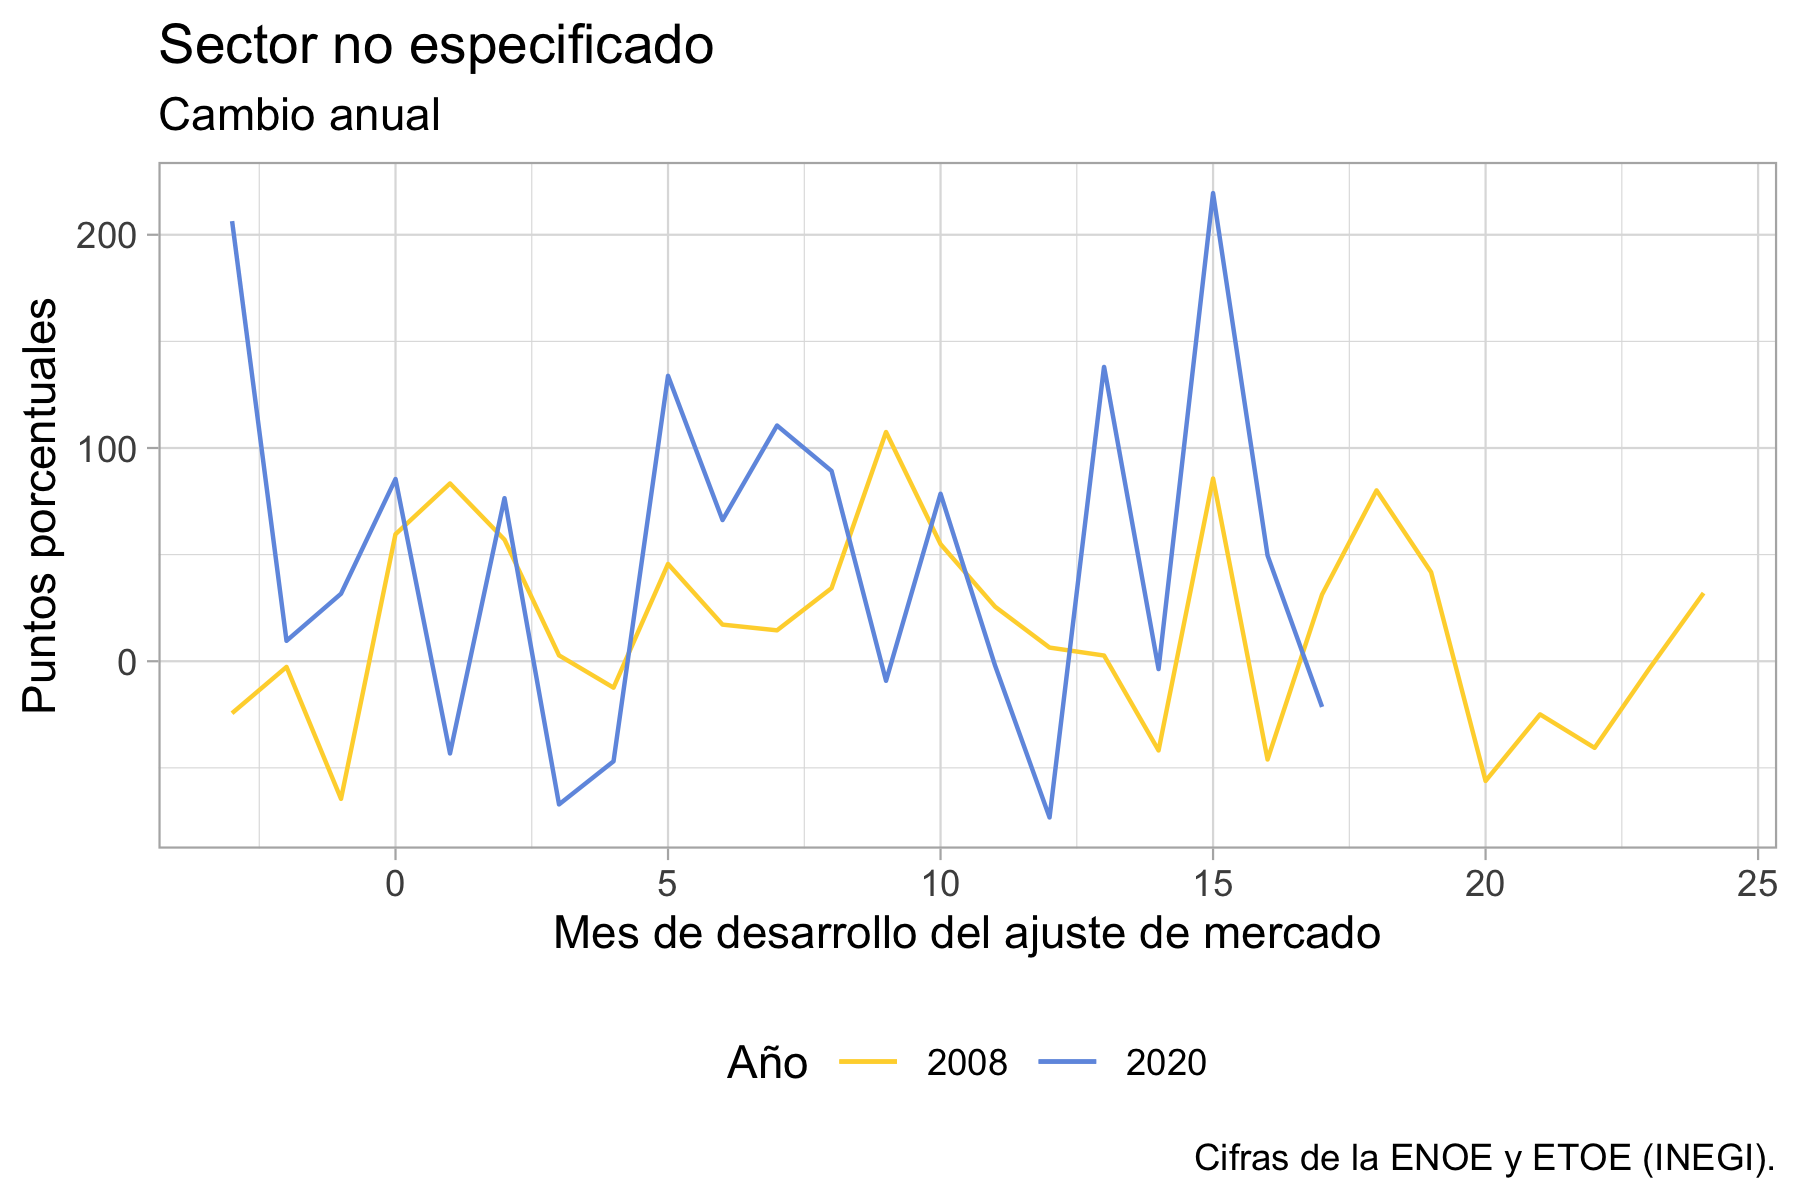 Sector no especificado
Cambio anual
Puntos porcentuales
200
100
0
0 5 10 15 20 25
Mes de desarrollo del ajuste de mercado
Año 2008 2020
Cifras de la ENOE y ETOE (INEGI).